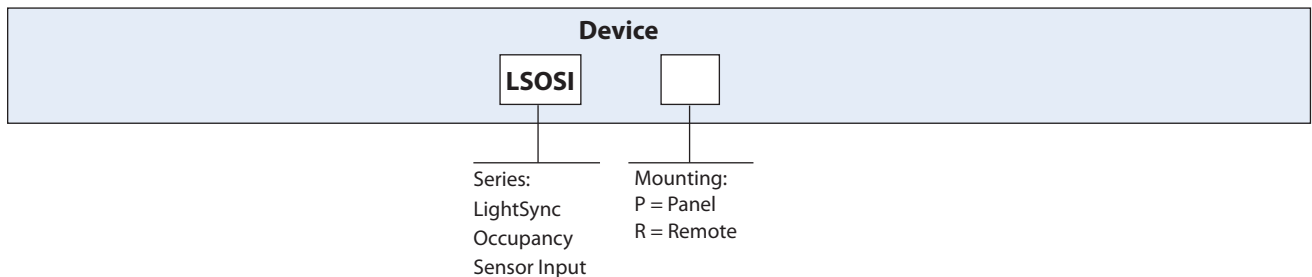 Device
LSOSI
Series:
LightSync
Occupancy
Sensor Input
Mounting:
P = Panel
R = Remote